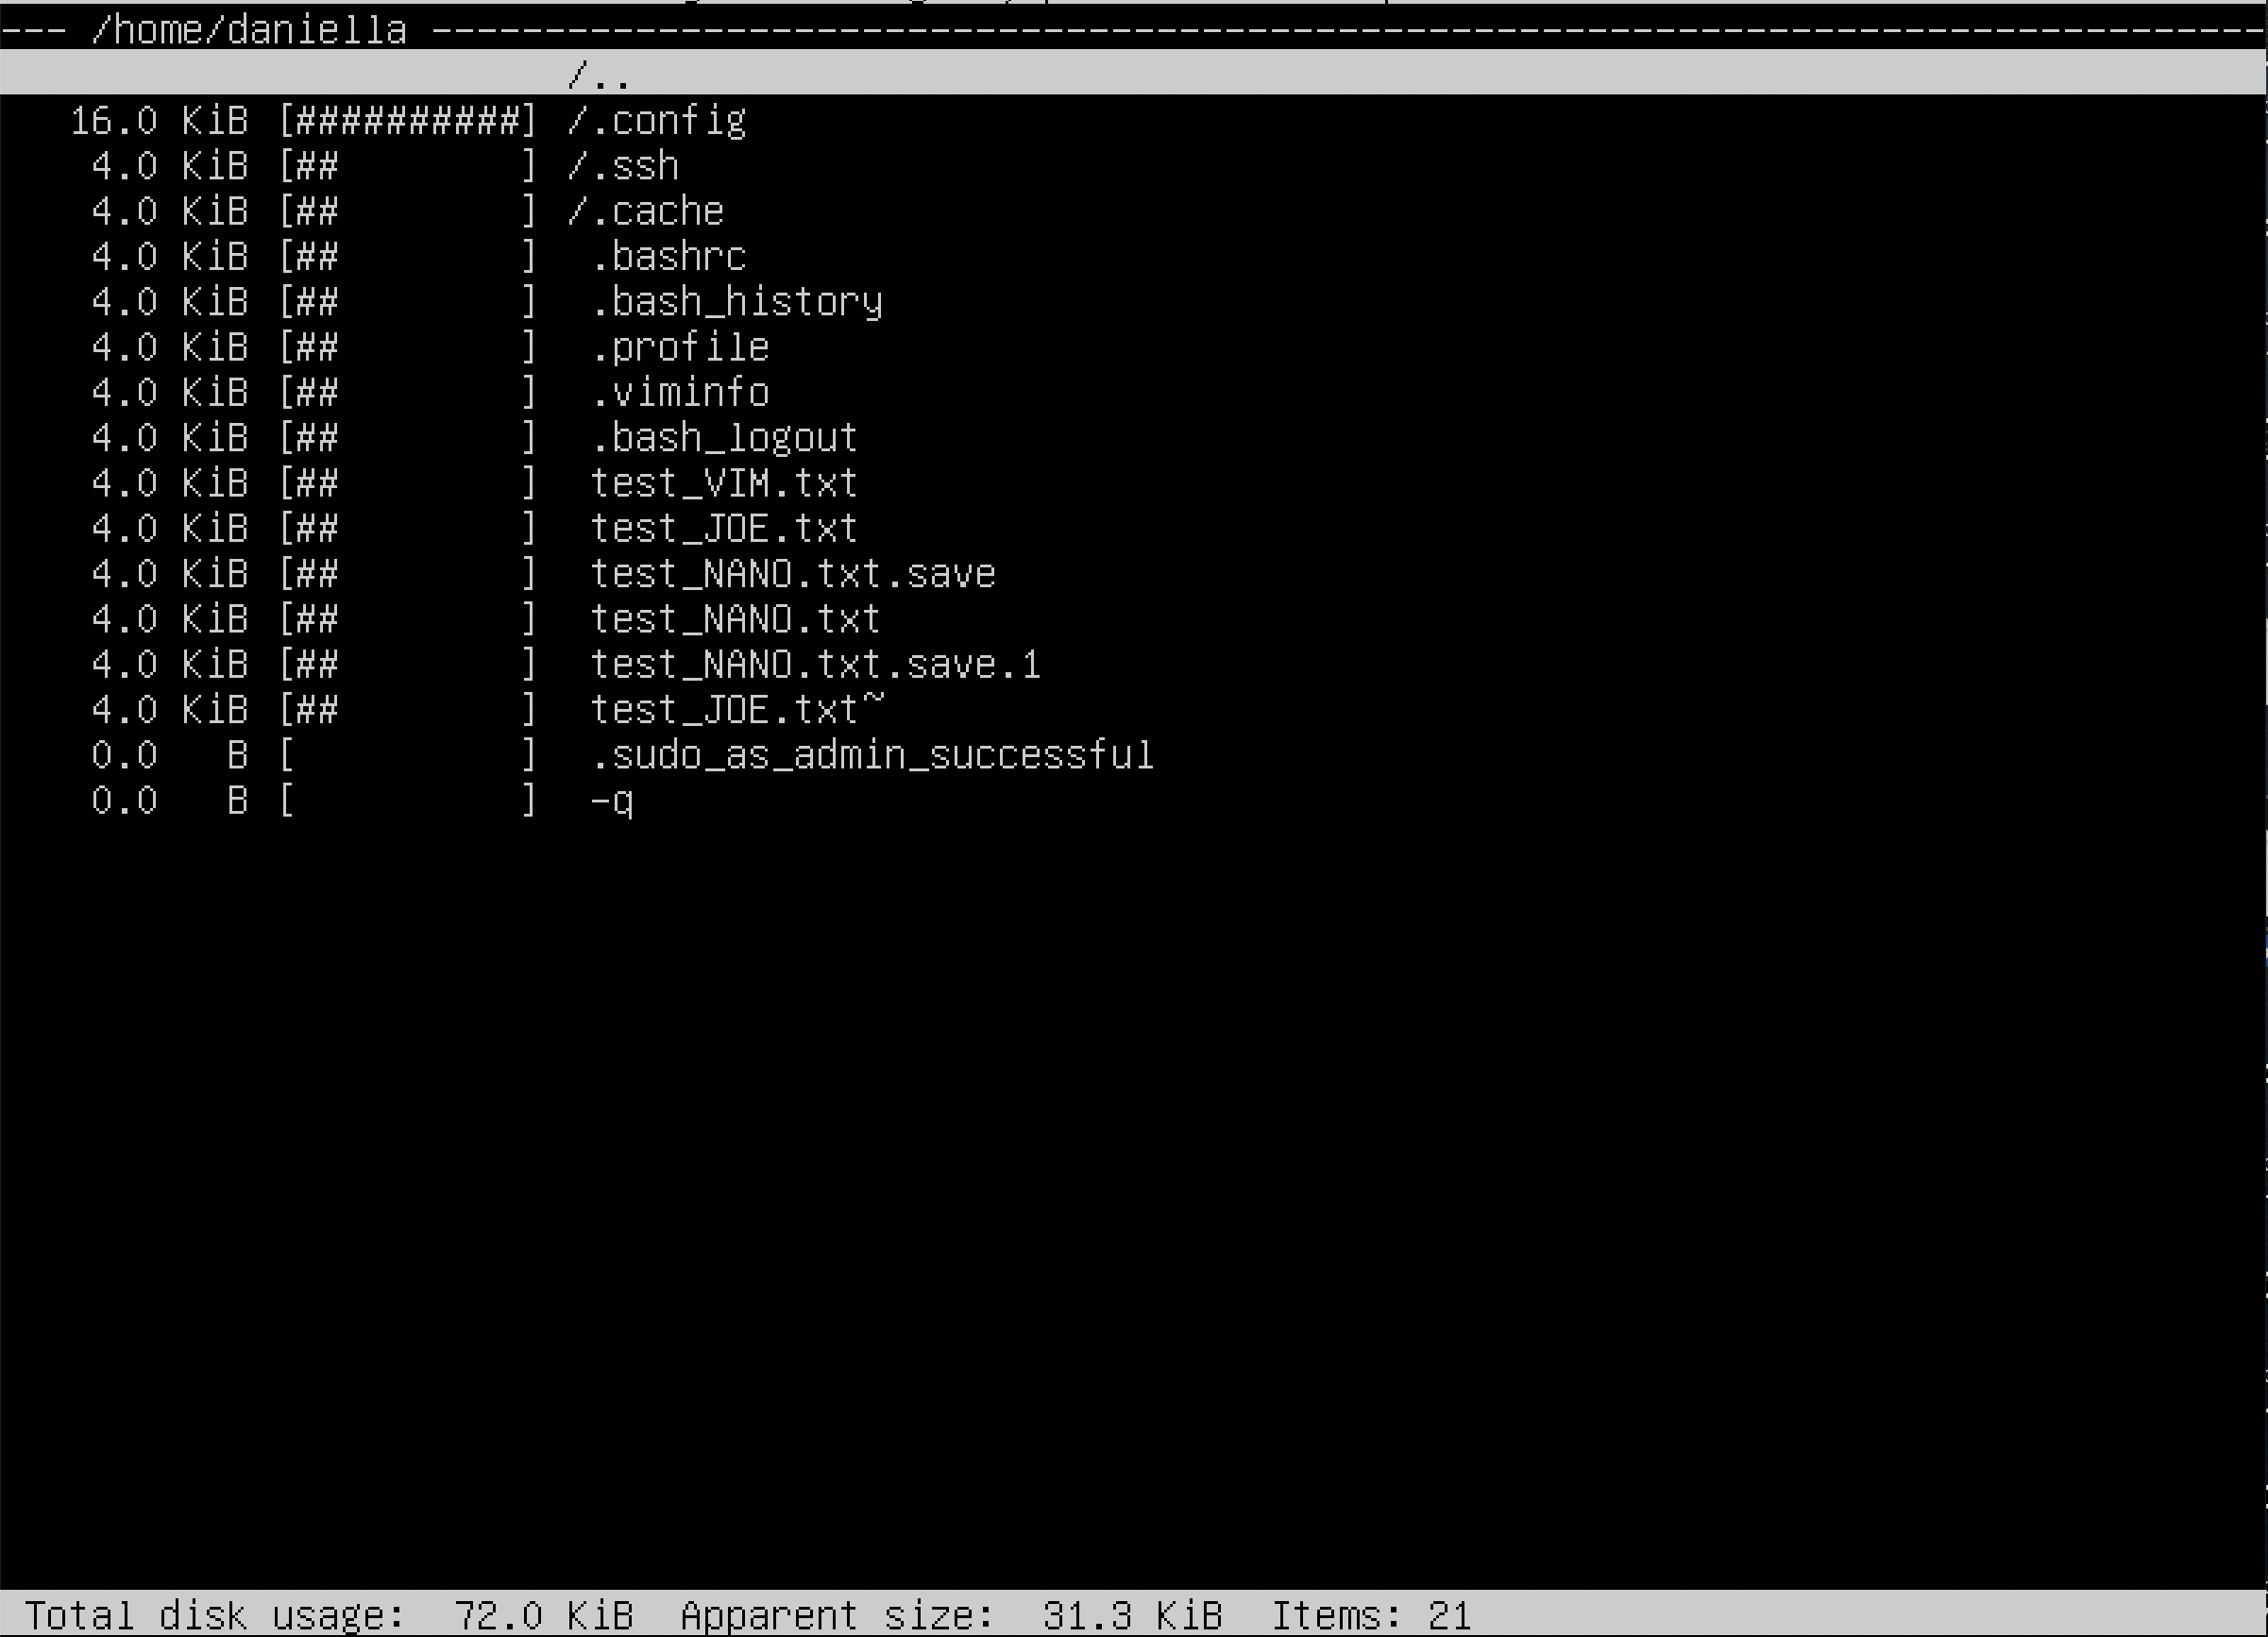 --- /home/daniella ----------------------------------------------------------------------------------
/..
16.0 KiB [##########] /.config
4.0 KiB [##        ] /.ssh
4.0 KiB [##        ] /.cache
4.0 KiB [##        ]  .bashrc
4.0 KiB [##        ]  .bash_history
4.0 KiB [##        ]  .profile
4.0 KiB [##        ]  .viminfo
4.0 KiB [##        ]  .bash_logout
4.0 KiB [##        ]  test_VIM.txt
4.0 KiB [##        ]  test_JOE.txt
4.0 KiB [##        ]  test_NANO.txt.save
4.0 KiB [##        ]  test_NANO.txt
4.0 KiB [##        ]  test_NANO.txt.save.1
4.0 KiB [##        ]  test_JOE.txt~
0.0   B [          ]  .sudo_as_admin_successful
0.0   B [          ]  -q
Total disk usage:  72.0 KiB  Apparent size:  31.3 KiB  Items: 21